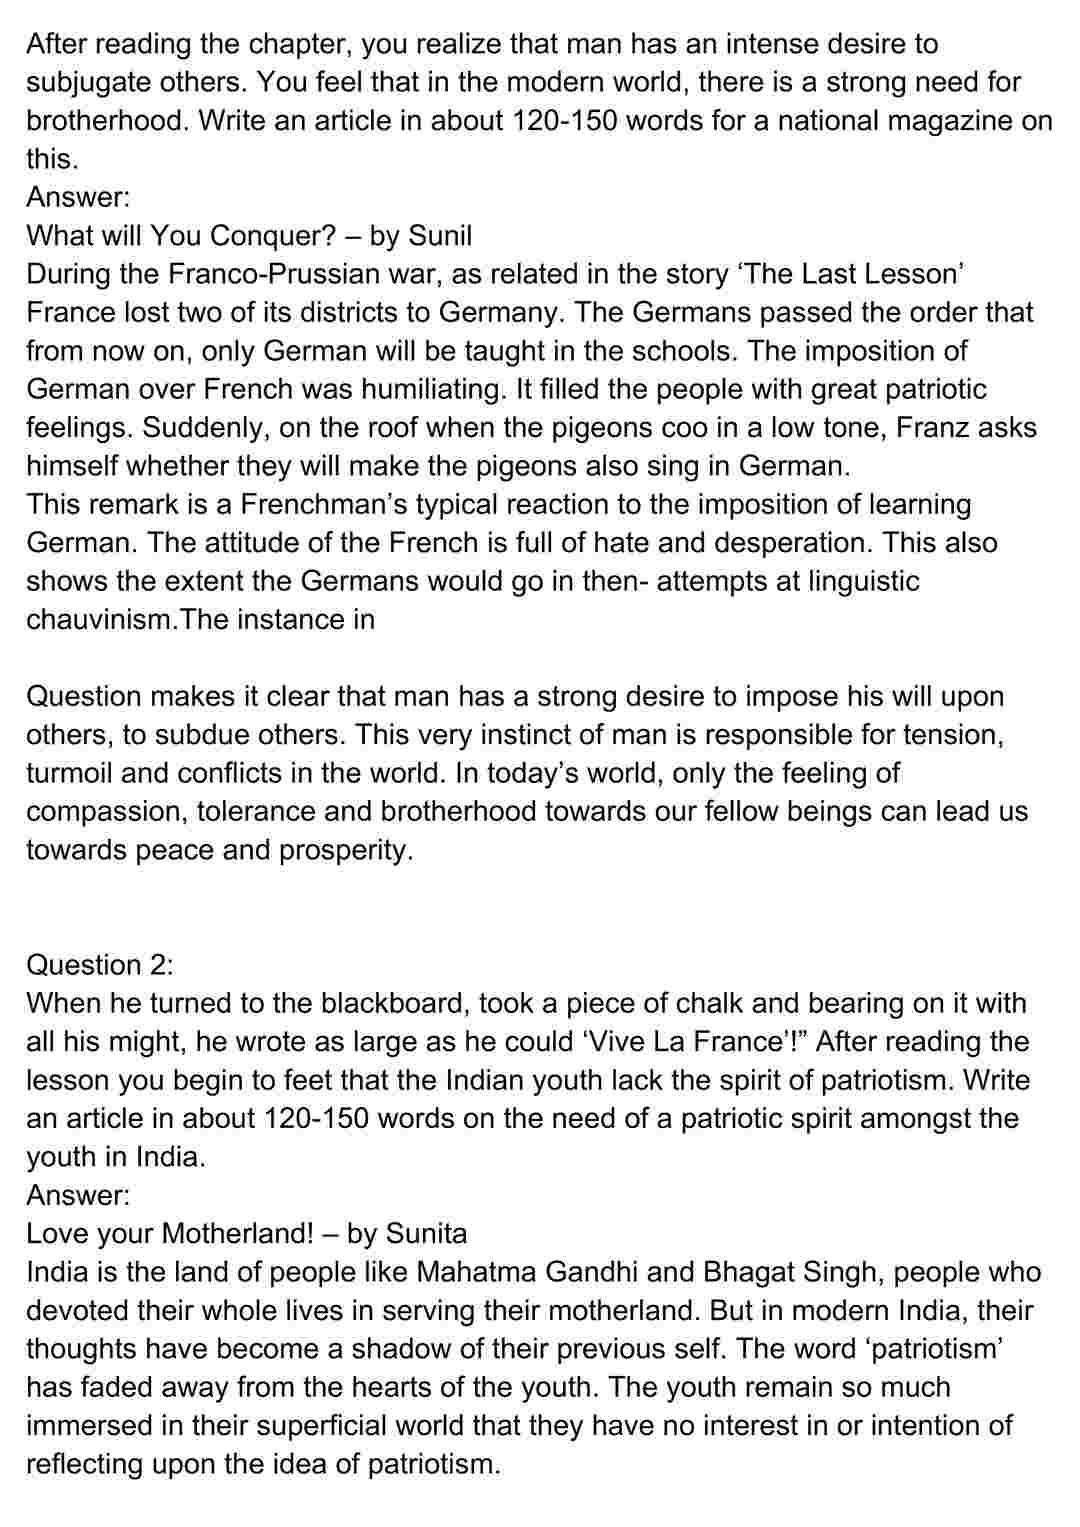 After reading the chapter, you realize that man has an intense desire to
subjugate others. You feel that in the modern world, there is a strong need for
brotherhood. Write an article in about 120-150 words for a national magazine on
this.
Answer:
What will You Conquer? – by Sunil
During the Franco-Prussian war, as related in the story ‘The Last Lesson’
France lost two of its districts to Germany. The Germans passed the order that
from now on, only German will be taught in the schools. The imposition of
German over French was humiliating. It filled the people with great patriotic
feelings. Suddenly, on the roof when the pigeons coo in a low tone, Franz asks
himself whether they will make the pigeons also sing in German.
This remark is a Frenchman’s typical reaction to the imposition of learning
German. The attitude of the French is full of hate and desperation. This also
shows the extent the Germans would go in then- attempts at linguistic
chauvinism.The instance in
Question makes it clear that man has a strong desire to impose his will upon
others, to subdue others. This very instinct of man is responsible for tension,
turmoil and conflicts in the world. In today’s world, only the feeling of
compassion, tolerance and brotherhood towards our fellow beings can lead us
towards peace and prosperity.
Question 2:
When he turned to the blackboard, took a piece of chalk and bearing on it with
all his might, he wrote as large as he could ‘Vive La France’!” After reading the
lesson you begin to feet that the Indian youth lack the spirit of patriotism. Write
an article in about 120-150 words on the need of a patriotic spirit amongst the
youth in India.
Answer:
Love your Motherland! – by Sunita
India is the land of people like Mahatma Gandhi and Bhagat Singh, people who
devoted their whole lives in serving their motherland. But in modern India, their
thoughts have become a shadow of their previous self. The word ‘patriotism’
has faded away from the hearts of the youth. The youth remain so much
immersed in their superficial world that they have no interest in or intention of
reflecting upon the idea of patriotism.